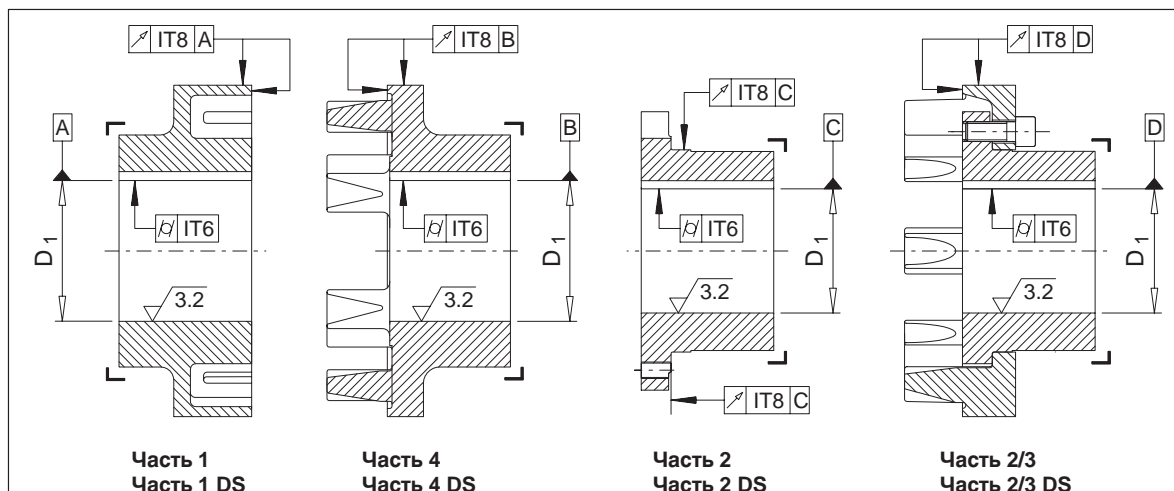 IT8 A
IT8 B
IT8 C
IT8 D
A
B
C
D
IT6
IT6
IT6
IT6
D1
D1
D1
D1
3.2
3.2
3.2
3.2
IT8 C
Часть 1
Часть 1 DS
Часть 4
Часть 4 DS
Часть 2
Часть 2 DS
Часть 2/3
Часть 2/3 DS